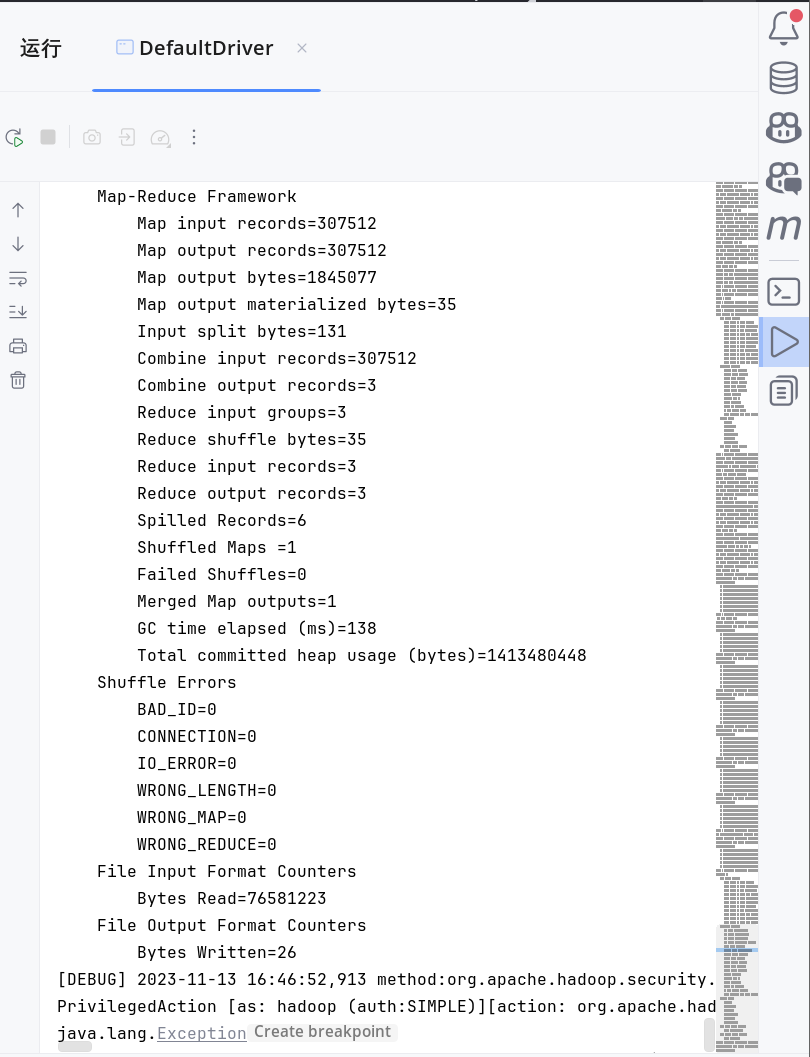 运行
DefaultDriver
Map-Reduce Framework
Map input records=307512
Map output records=307512
Map output bytes=1845077
Map output materialized bytes=35
Input split bytes=131
Combine input records=307512
Combine output records=3
Reduce input groups=3
Reduce shuffle bytes=35
Reduce input records=3
Reduce output records=3
Spilled Records=6
Shuffled Maps =1
Failed Shuffles=0
Merged Map outputs=1
GC time elapsed (ms)=138
Total committed heap usage (bytes)=1413480448
Shuffle Errors
BAD_ID=0
CONNECTION=0
IO_ERROR=0
WRONG_LENGTH=0
WRONG_MAP=0
WRONG_REDUCE=0
File Input Format Counters
Bytes Read=76581223
File Output Format Counters
Bytes Written=26
[DEBUG] 2023-11-13 16:46:52,913 method:org.apache.hadoop.security.
PrivilegedAction [as: hadoop (auth:SIMPLE)][action: org.apache.had
java.lang.Exception Create breakpoint
m